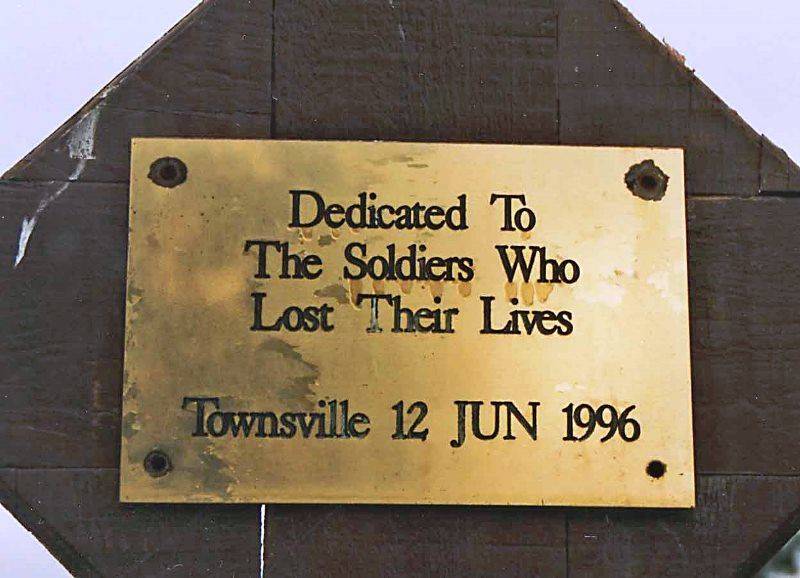 Dedicated To
The Soldiers Who
Lost Their Lives
Townsville 12 JUN 1996